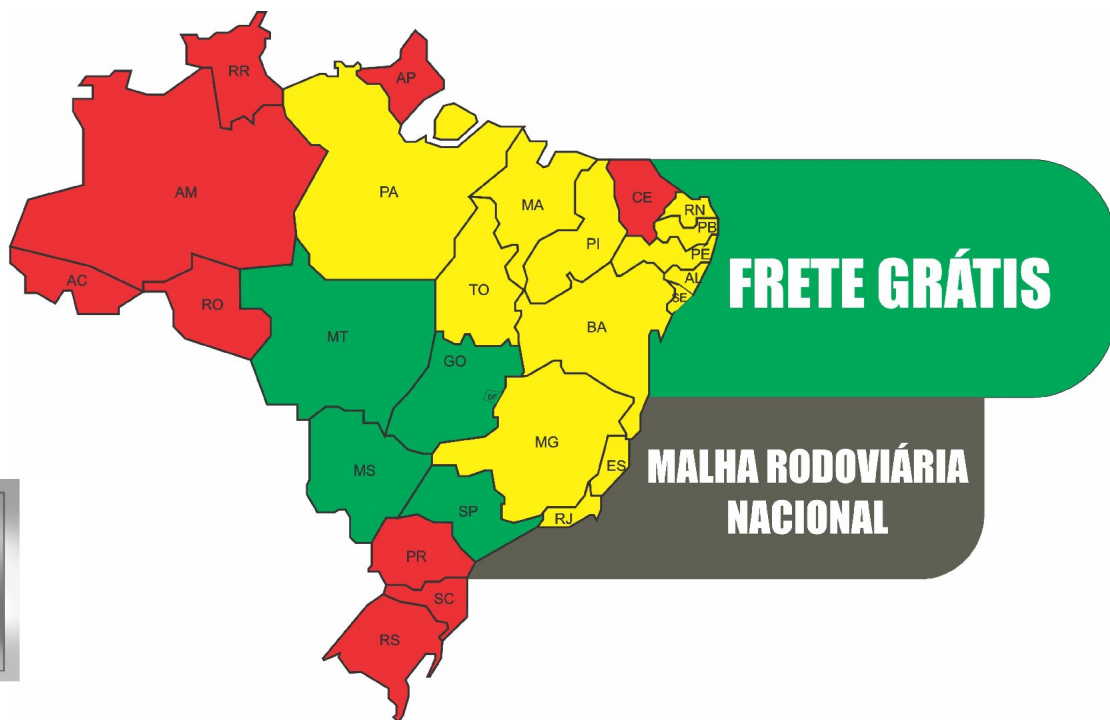 RR
AP
AM
PA
MA
CE
RN
PB
PI
PE
AC
AL
RO
TO
SE
BA
MT
GO
DF
MG
ES
MS
SP
RJ
PR
SC
RS
FRETE GRÁTIS
MALHA RODOVIÁRIA
NACIONAL